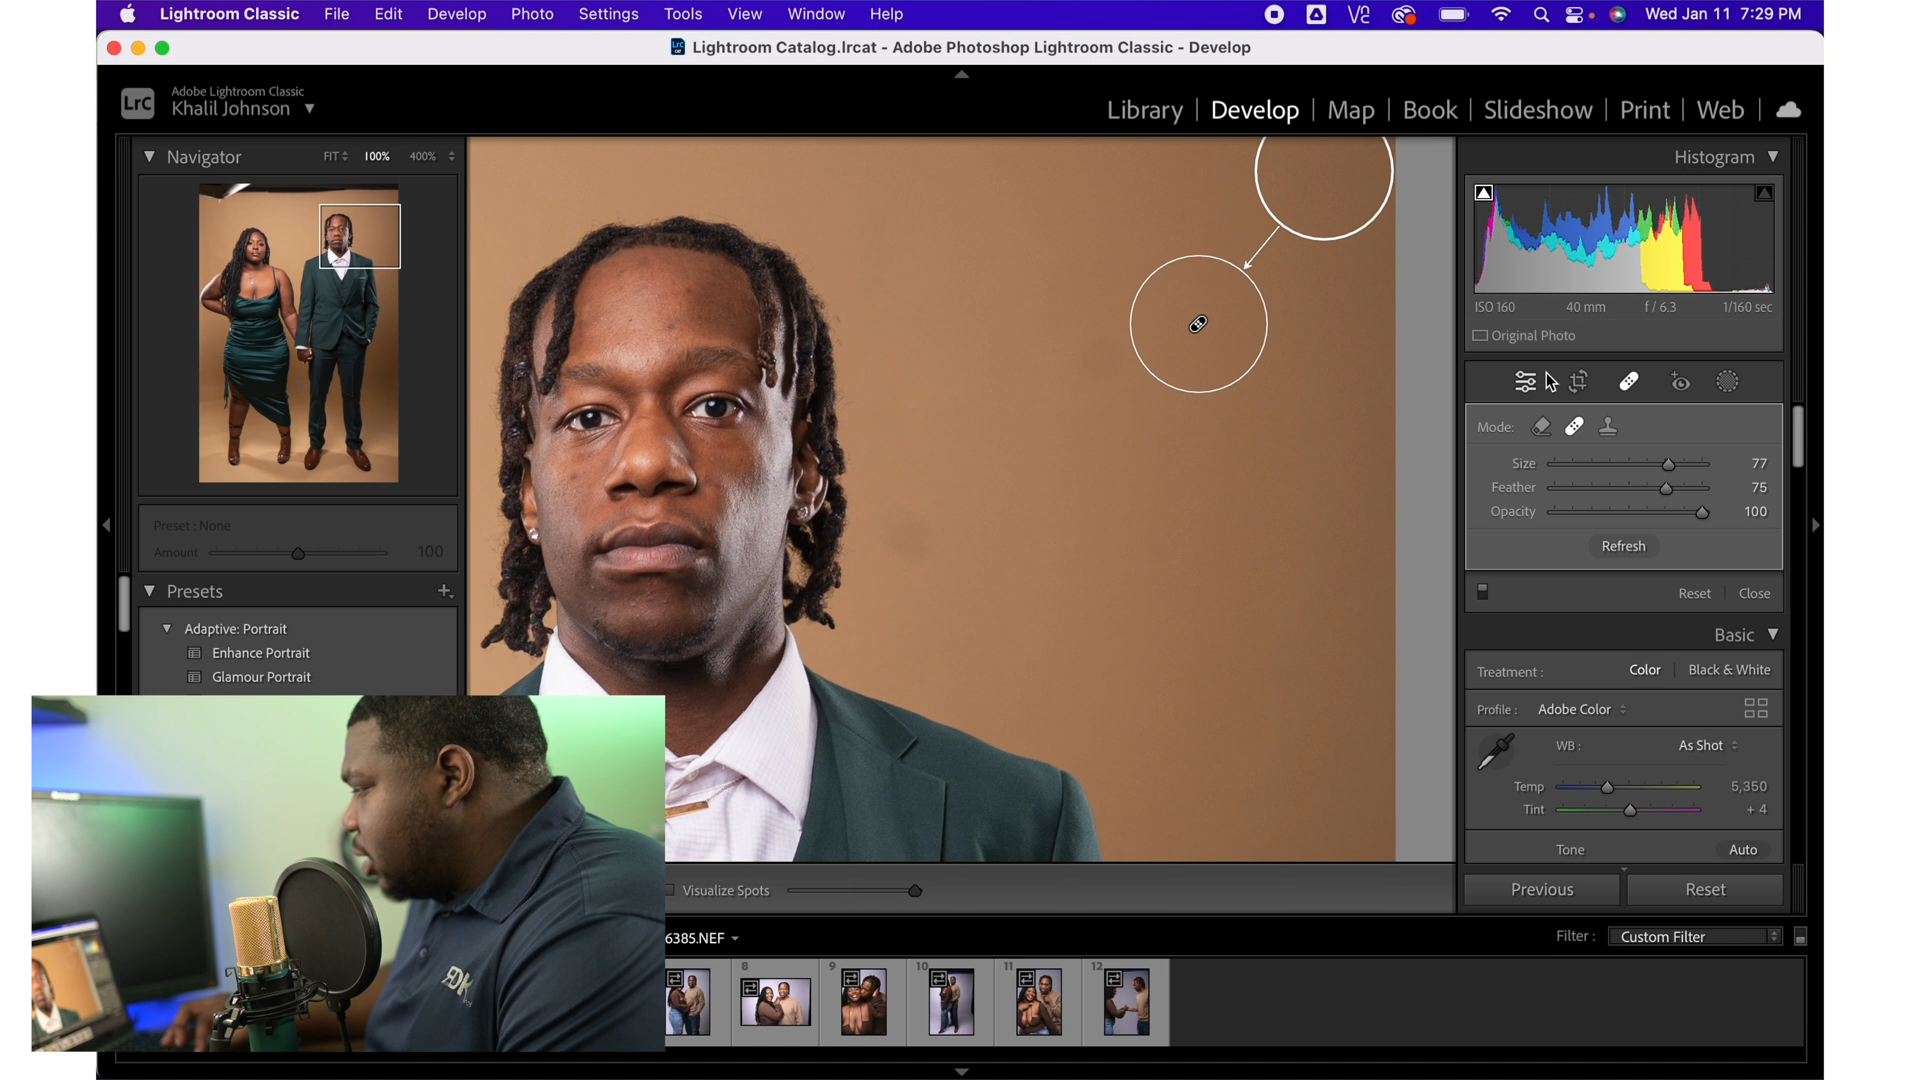 Lightroom Classic File Edit Develop Photo Settings Tools View Window Help Wed Jan 11 7:29 PM
Lightroom Catalog.lrcat - Adobe Photoshop Lightroom Classic - Develop
LrC
Adobe Lightroom Classic
Khalil Johnson
Library | Develop | Map | Book | Slideshow | Print | Web |
Navigator FIT 100% 400%
Preset : None
Amount 100
Presets
Adaptive: Portrait
Enhance Portrait
Glamour Portrait
Histogram
ISO 160 40 mm f / 6.3 1/160 sec
Original Photo
Mode:
Size 77
Feather 75
Opacity 100
Refresh
Reset | Close
Basic
Treatment : Color | Black & White
Profile : Adobe Color
WB : As Shot
Temp 5,350
Tint + 4
Tone Auto
Previous Reset
Visualize Spots
6385.NEF
Filter : Custom Filter
8 9 10 11 12
RDK